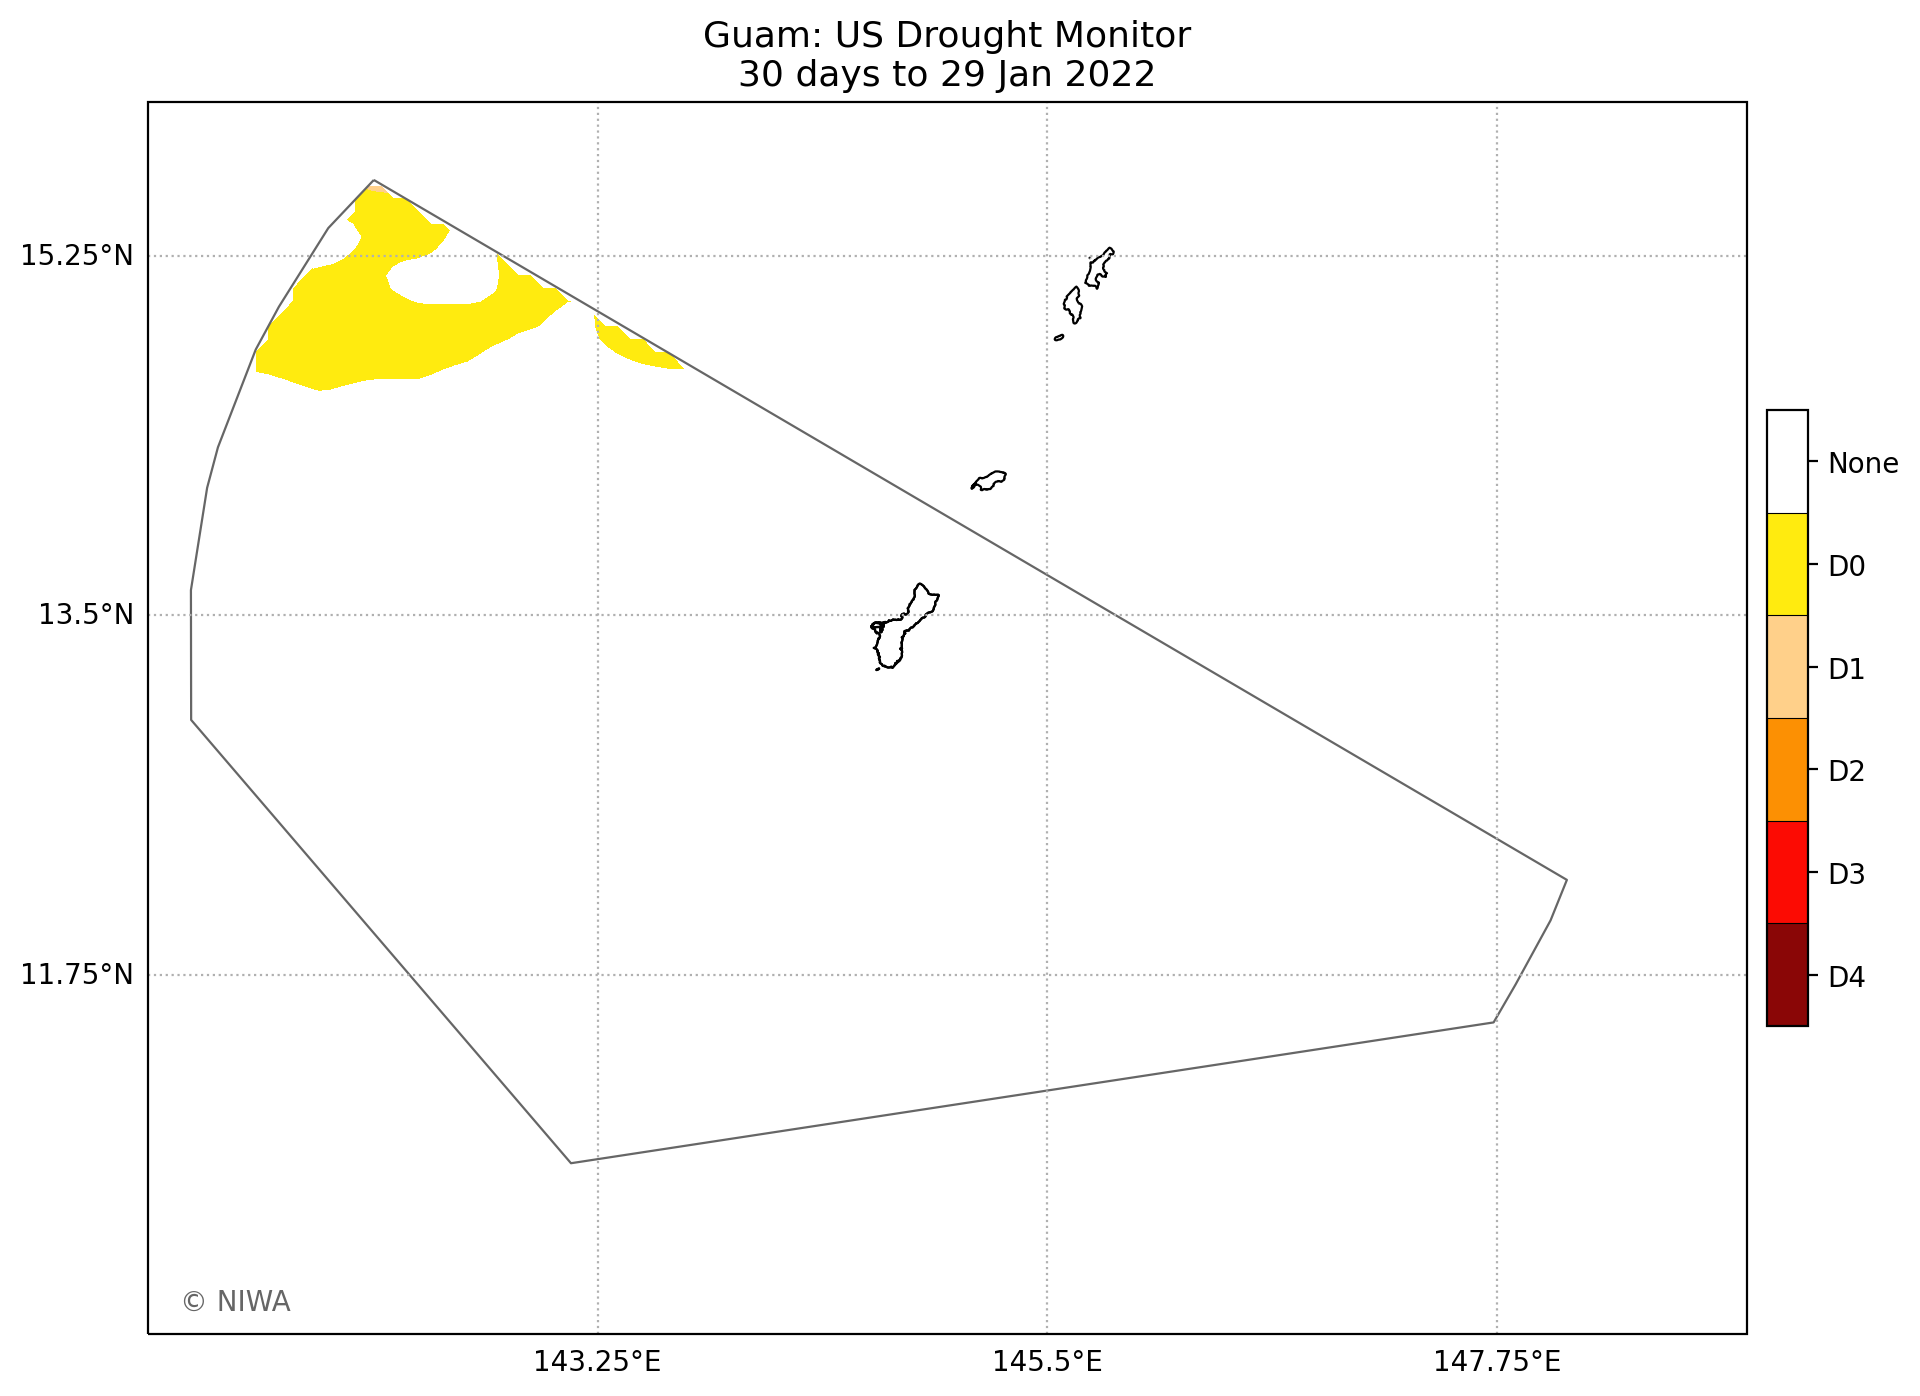 Guam: US Drought Monitor
30 days to 29 Jan 2022
15.25°N
13.5°N
11.75°N
143.25°E
145.5°E
147.75°E
None
D0
D1
D2
D3
D4
© NIWA